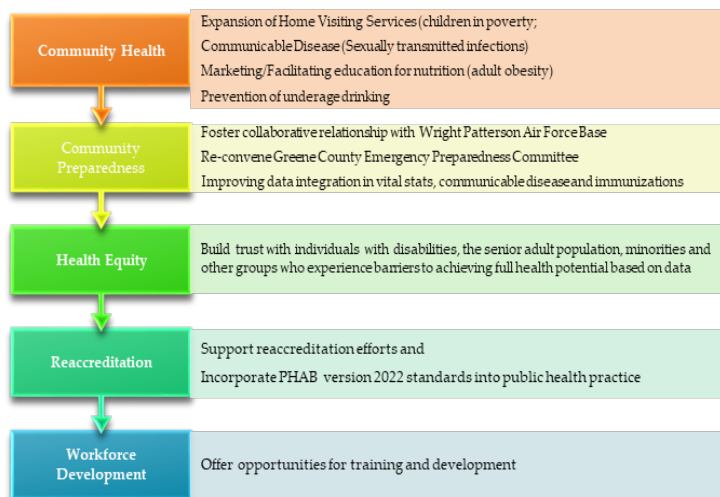 Community Health
Expansion of Home Visiting Services (children in poverty;
Communicable Disease (Sexually transmitted infections)
Marketing/Facilitating education for nutrition (adult obesity)
Prevention of underage drinking
Community
Preparedness
Foster collaborative relationship with Wright Patterson Air Force Base
Re-convene Greene County Emergency Preparedness Committee
Improving data integration in vital stats, communicable disease and immunizations
Health Equity
Build trust with individuals with disabilities, the senior adult population, minorities and
other groups who experience barriers to achieving full health potential based on data
Reaccreditation
Support reaccreditation efforts and
Incorporate PHAB version 2022 standards into public health practice
Workforce
Development
Offer opportunities for training and development